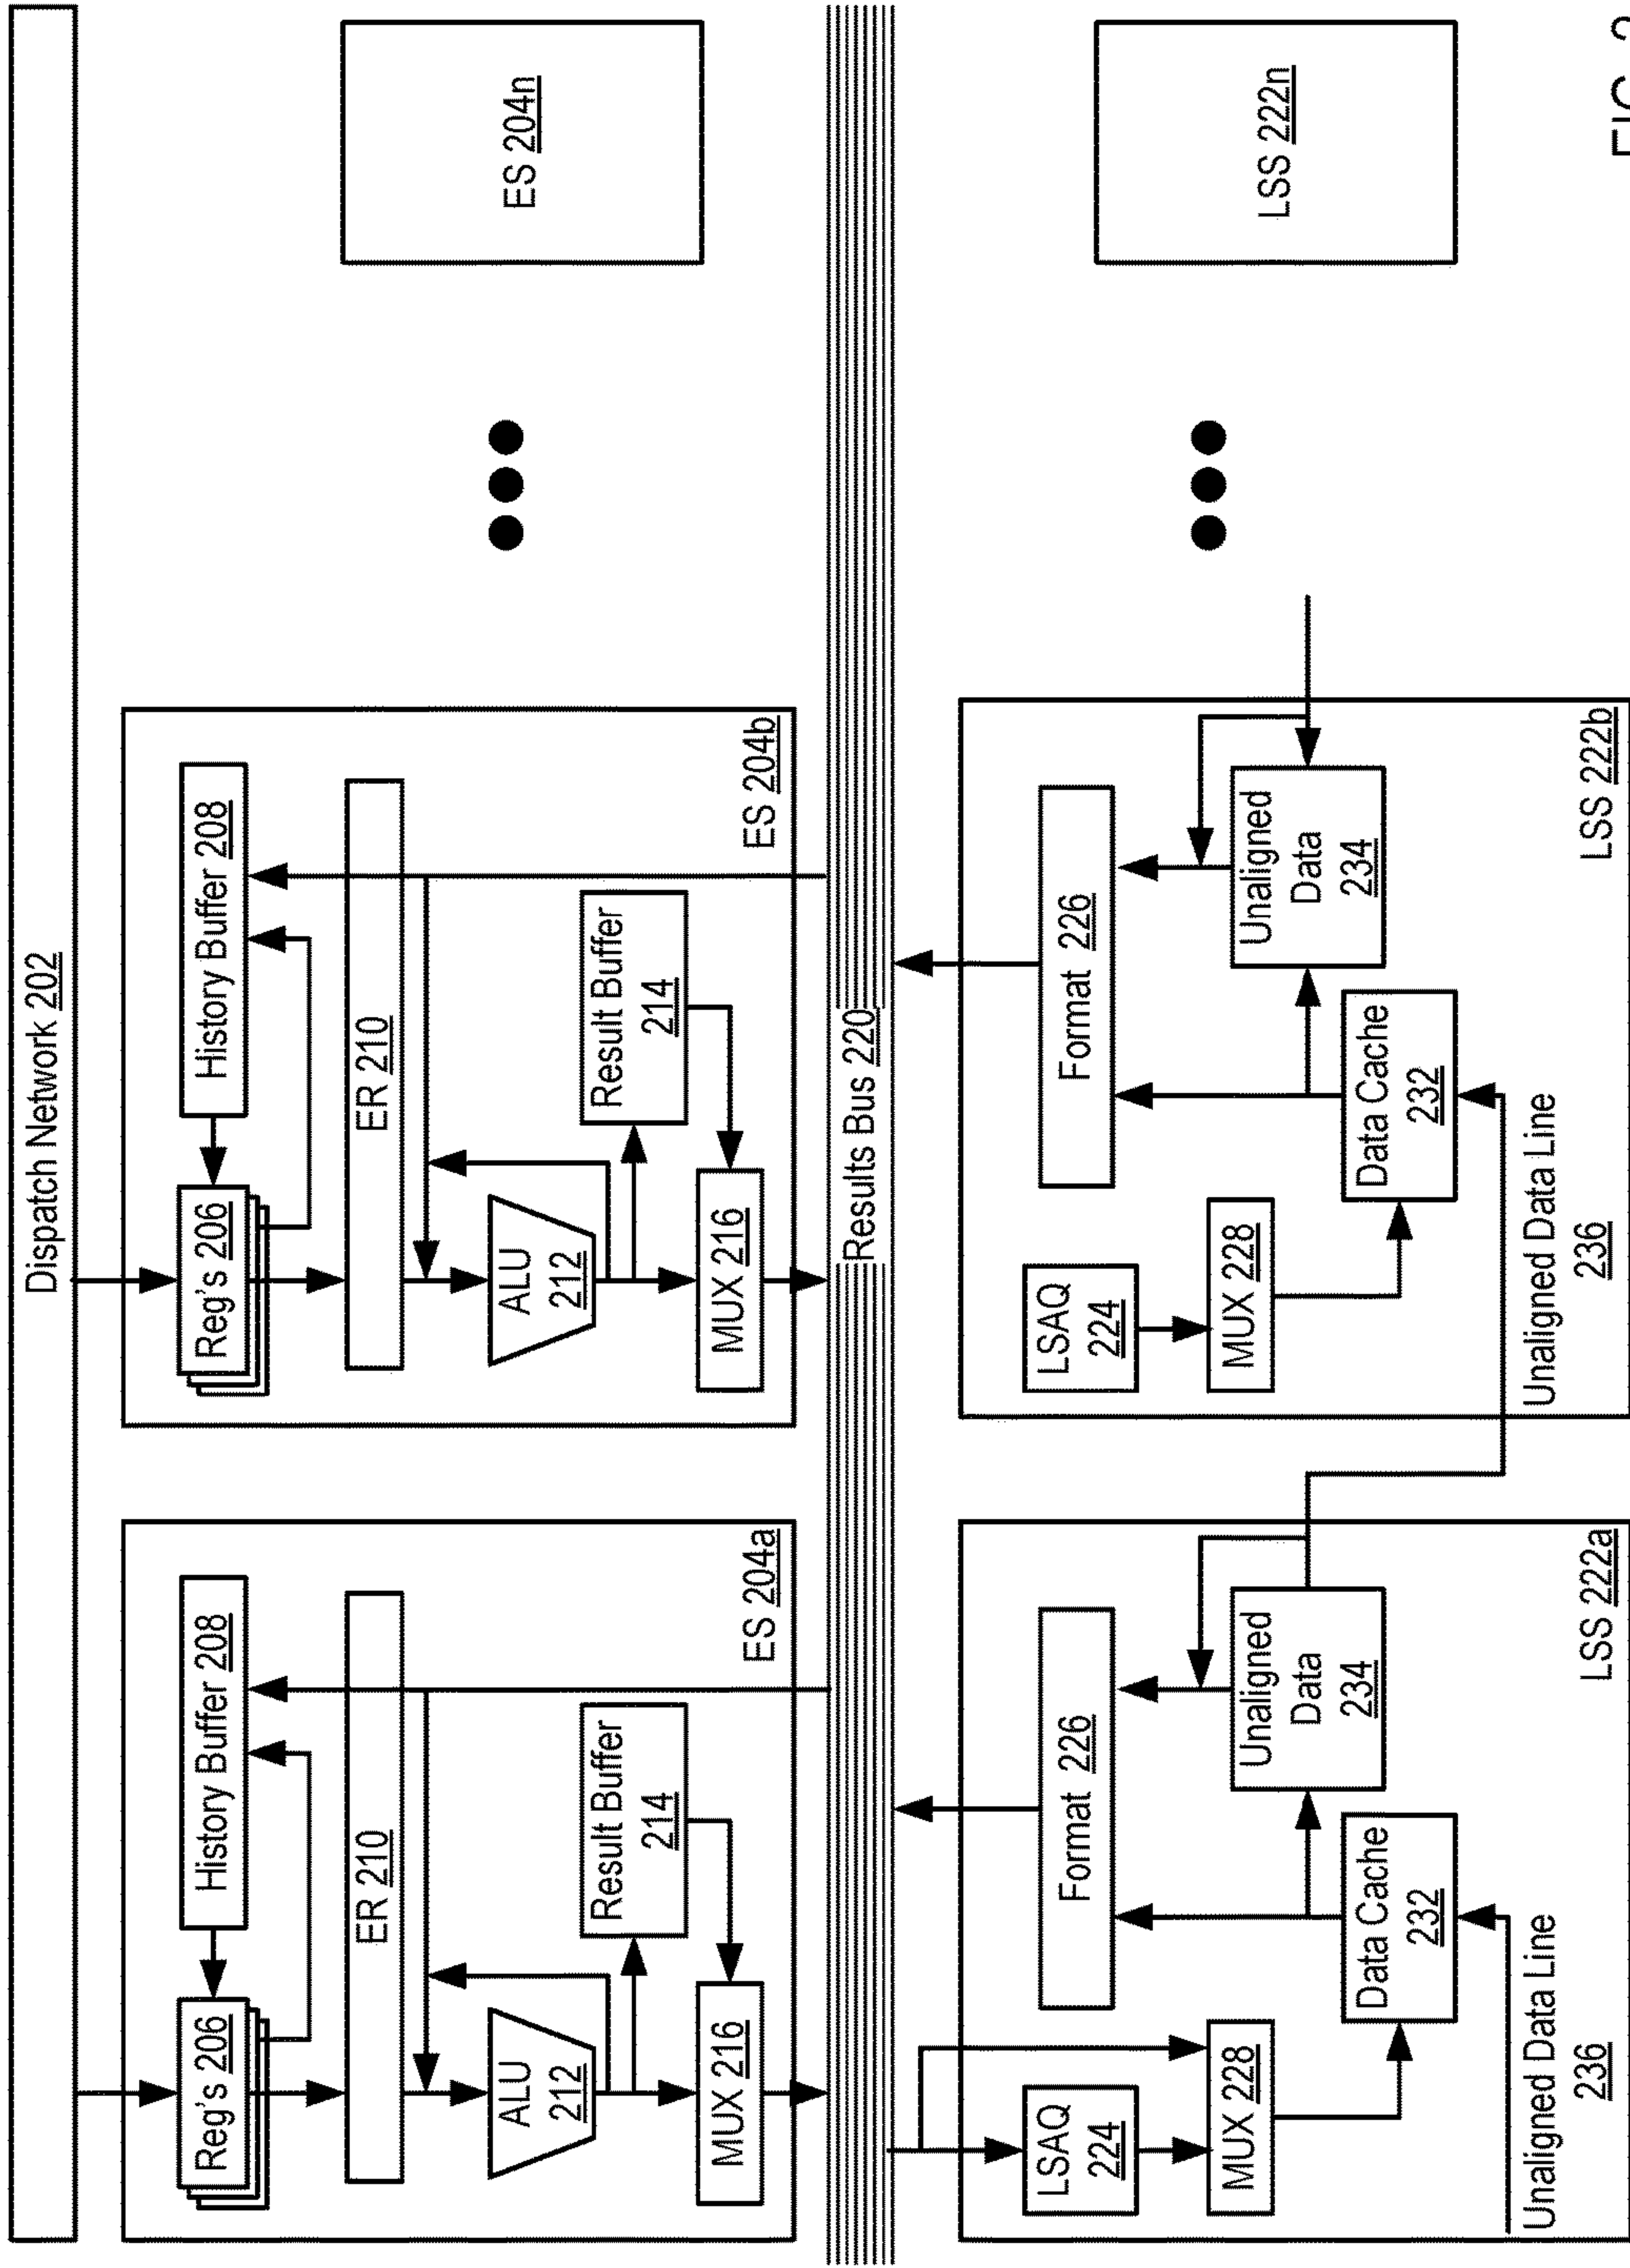 Dispatch Network 202
Reg's 206
History Buffer 208
ER 210
ALU
212
Result Buffer
214
MUX 216
ES 204a
Reg's 206
History Buffer 208
ER 210
ALU
212
Result Buffer
214
MUX 216
ES 204b
ES 204n
Results Bus 220
LSAQ
224
MUX 228
Format 226
Data Cache
232
Unaligned
Data
234
Unaligned Data Line
236
LSS 222a
LSAQ
224
MUX 228
Format 226
Data Cache
232
Unaligned
Data
234
Unaligned Data Line
236
LSS 222b
LSS 222n